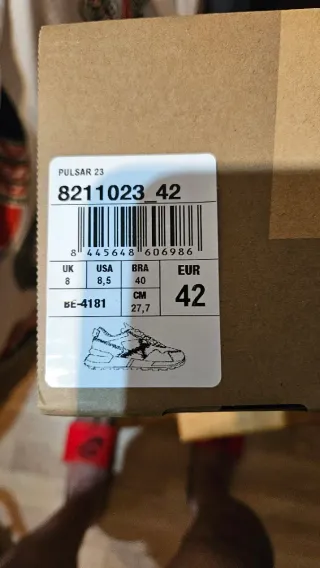 PULSAR 23
8211023_42
8 445648 606986
UK USA BRA EUR
8 8,5 40 42
BE-4181 CM
27,7